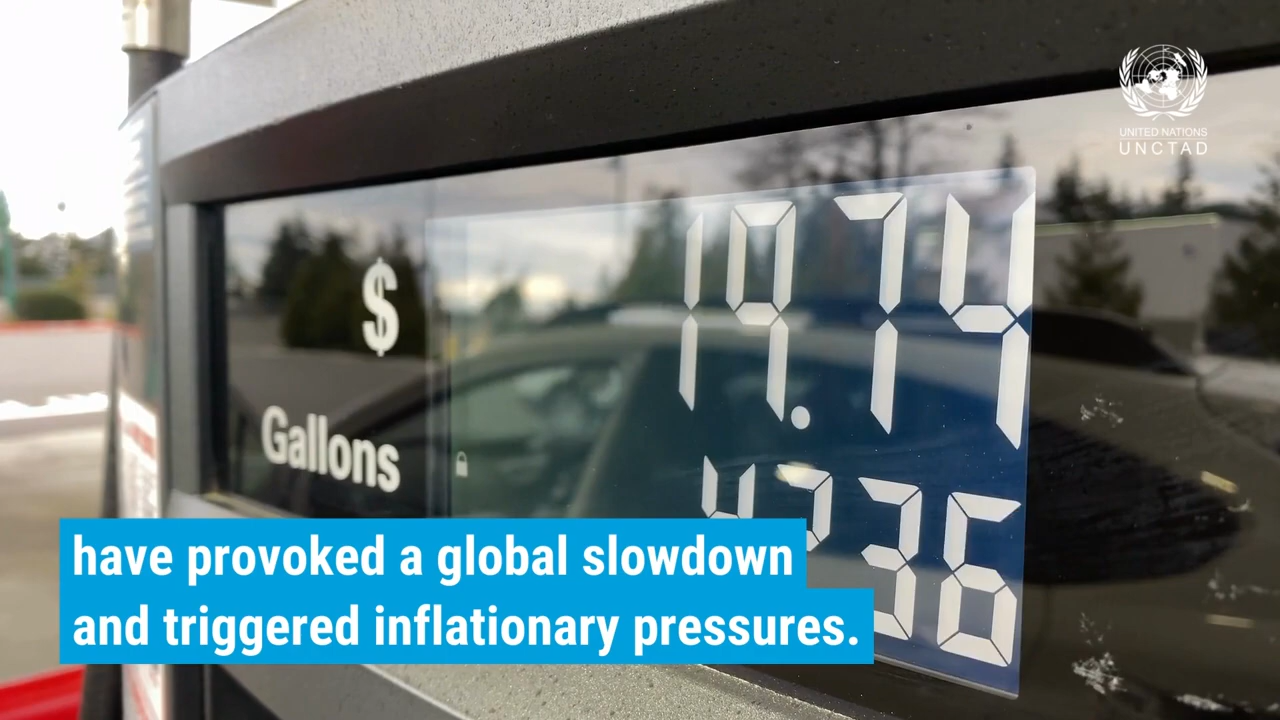 UNITED NATIONS
UNCTAD
$ 19.74
Gallons
have provoked a global slowdown
and triggered inflationary pressures.